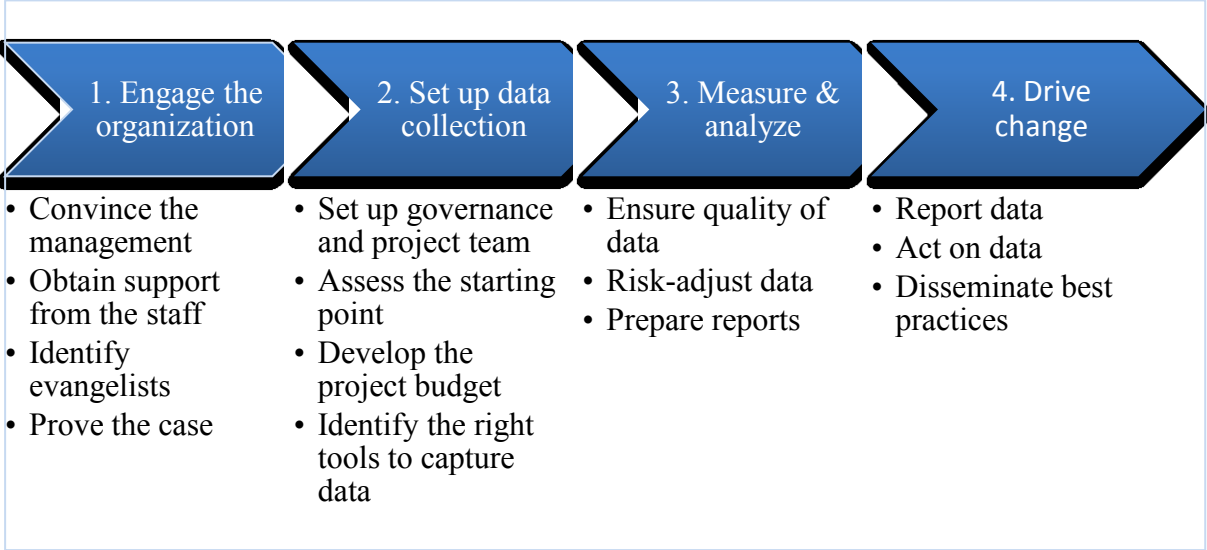 1. Engage the
organization
• Convince the
management
• Obtain support
from the staff
• Identify
evangelists
• Prove the case
2. Set up data
collection
• Set up governance
and project team
• Assess the starting
point
• Develop the
project budget
• Identify the right
tools to capture
data
3. Measure &
analyze
• Ensure quality of
data
• Risk-adjust data
• Prepare reports
4. Drive
change
• Report data
• Act on data
• Disseminate best
practices